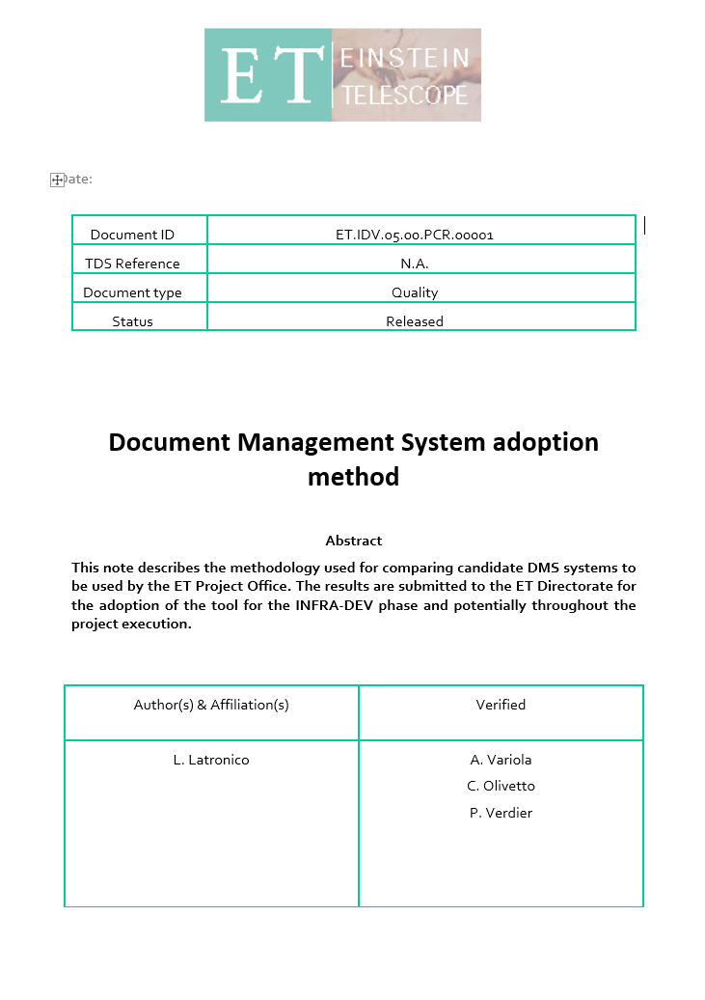 ET EINSTEIN
TELESCOPE
Date:
Document ID ET.IDV.05.00.PCR.00001
TDS Reference N.A.
Document type Quality
Status Released
Document Management System adoption
method
Abstract
This note describes the methodology used for comparing candidate DMS systems to
be used by the ET Project Office. The results are submitted to the ET Directorate for
the adoption of the tool for the INFRA-DEV phase and potentially throughout the
project execution.
Author(s) & Affiliation(s) Verified
L. Latronico A. Variola
C. Olivetto
P. Verdier